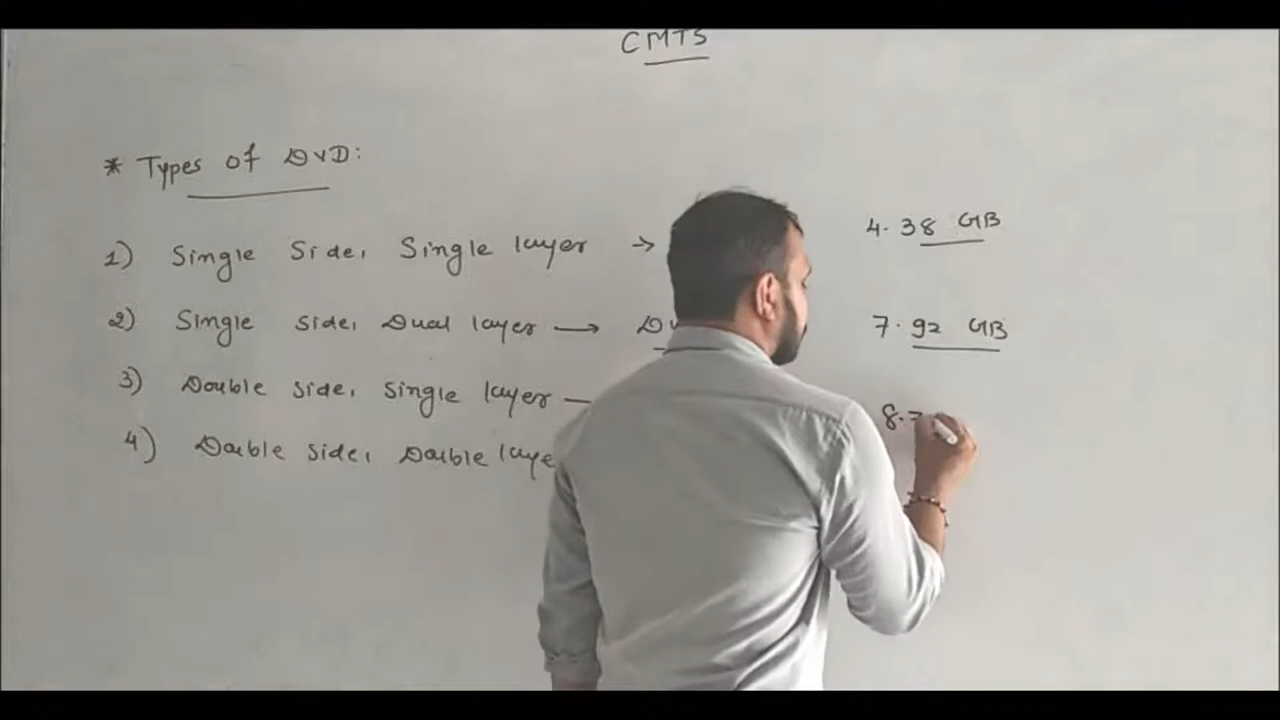 CMTS
* Types of DVD:
1) Single Side, Single layer → 4.38 GB
2) Single side, Dual layer → 7.92 GB
3) Double side, single layer —
4) Double side, Double